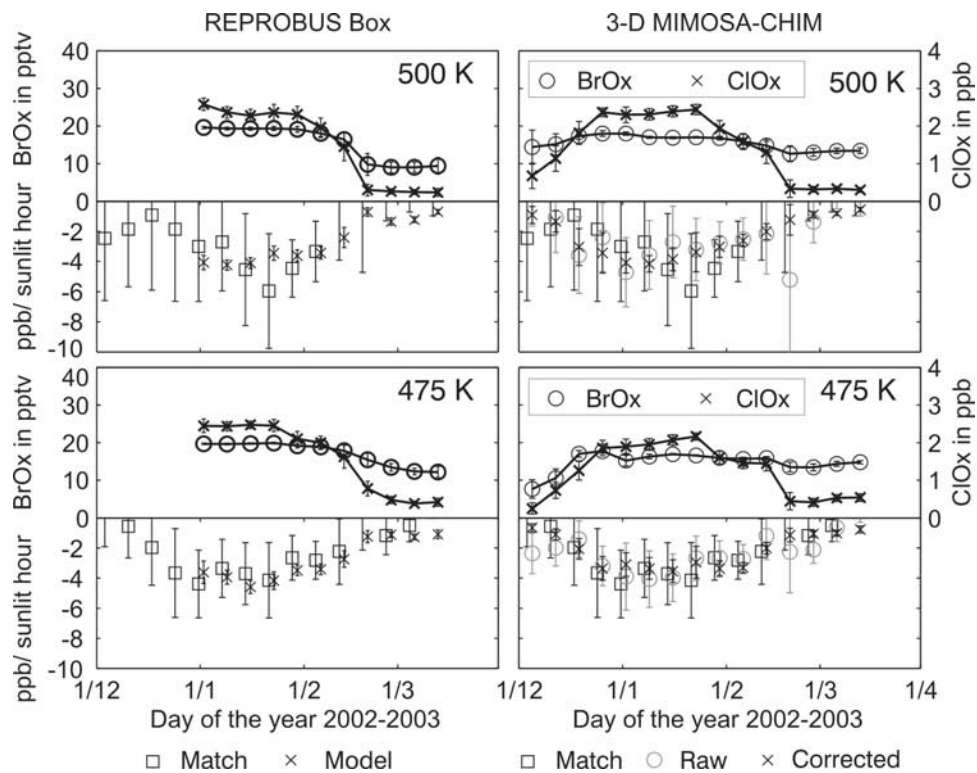 REPROBUS Box 3-D MIMOSA-CHIM
BrOx in pptv
40
30
20
10
0
500 K
ppb/ sunlit hour
-2
-4
-6
-8
-10
BrOx ClOx
500 K
4
3
2
1
0
ClOx in ppb
BrOx in pptv
40
30
20
10
0
475 K
ppb/ sunlit hour
-2
-4
-6
-8
-10
BrOx ClOx
475 K
4
3
2
1
0
ClOx in ppb
1/12 1/1 1/2 1/3 1/12 1/1 1/2 1/3 1/4
Day of the year 2002-2003 Day of the year 2002-2003
Match Model Match Raw Corrected